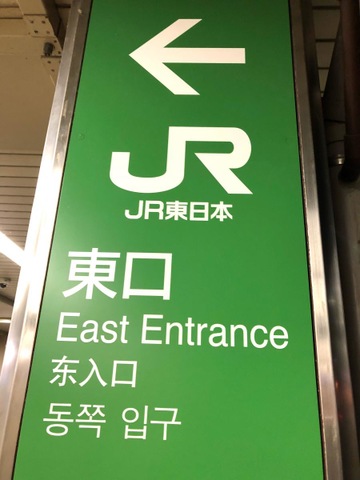 JR
JR東日本
東口
East Entrance
东入口
동쪽 입구